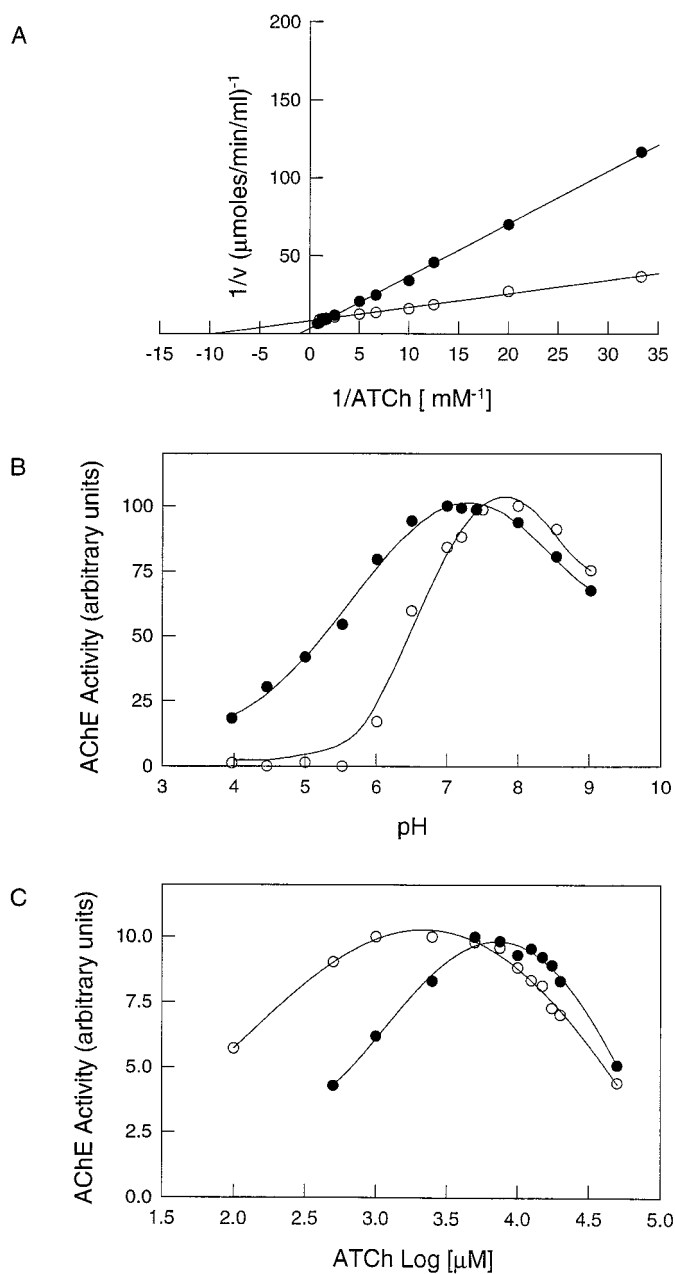 A
200
150
100
50
1/v (μmoles/min/ml)⁻¹
-15 -10 -5 0 5 10 15 20 25 30 35
1/ATCh [ mM⁻¹]
B
100
75
50
25
0
AChE Activity (arbitrary units)
3 4 5 6 7 8 9 10
pH
C
10.0
7.5
5.0
2.5
0.0
AChE Activity (arbitrary units)
1.5 2.0 2.5 3.0 3.5 4.0 4.5 5.0
ATCh Log [μM]